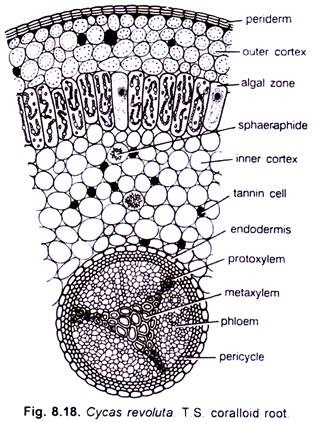 periderm
outer cortex
algal zone
sphaeraphide
inner cortex
tannin cell
endodermis
protoxylem
metaxylem
phloem
pericycle
Fig. 8.18. Cycas revoluta. T S. coralloid root.